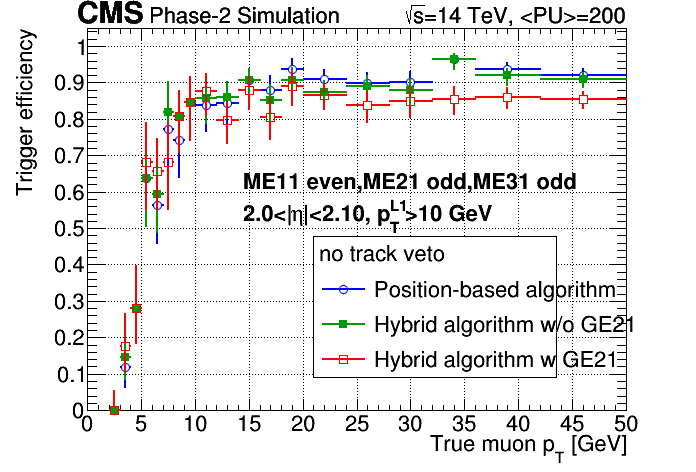 CMS Phase-2 Simulation √s=14 TeV, <PU>=200
Trigger efficiency
1
0.9
0.8
0.7
0.6
0.5
0.4
0.3
0.2
0.1
0
ME11 even,ME21 odd,ME31 odd
2.0<|η|<2.10, p_T^L1>10 GeV
no track veto
Position-based algorithm
Hybrid algorithm w/o GE21
Hybrid algorithm w GE21
0 5 10 15 20 25 30 35 40 45 50
True muon p_T [GeV]